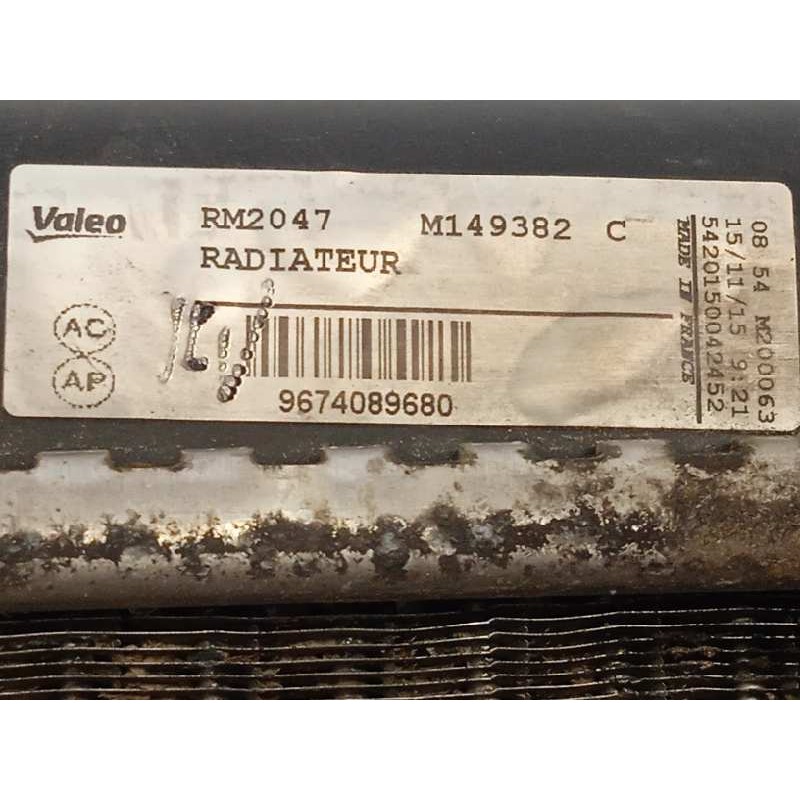 Valeo RM2047 M149382 C
RADIATEUR
AC
AP
9674089680
08 54 M200063
15/11/15 9:21
5420150042452
MADE IN FRANCE